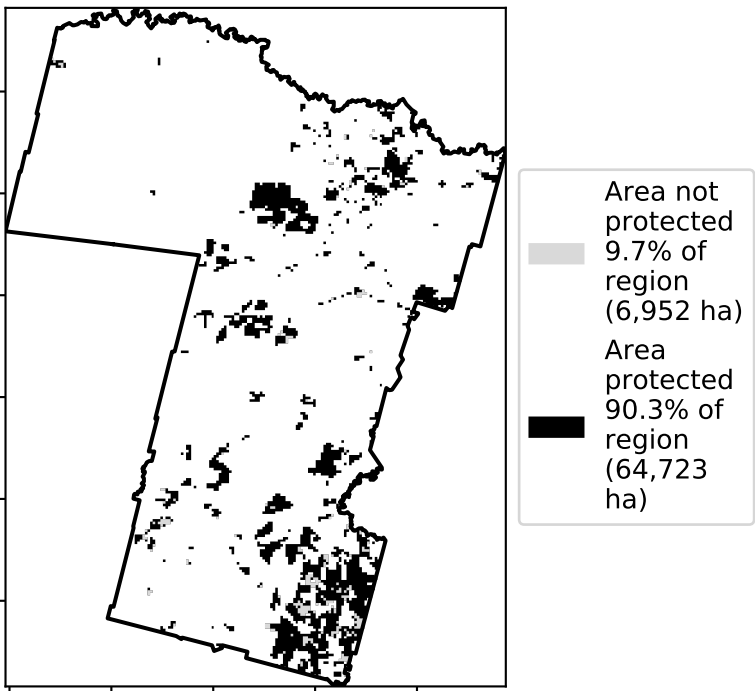 Area not
protected
9.7% of
region
(6,952 ha)
Area
protected
90.3% of
region
(64,723
ha)